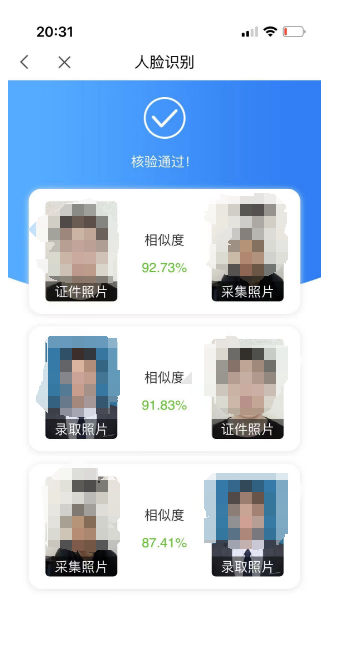 20:31
人脸识别
核验通过!
相似度
92.73%
证件照片
采集照片
相似度
91.83%
录取照片
证件照片
相似度
87.41%
采集照片
录取照片